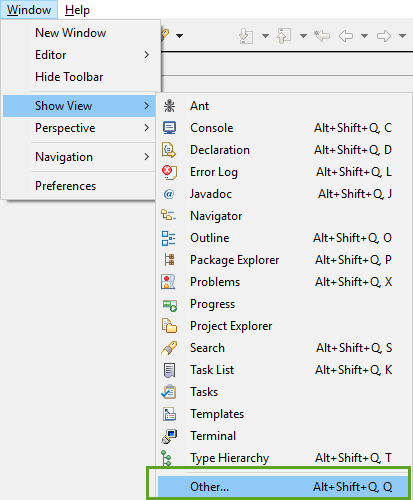 Window Help
New Window
Editor
Hide Toolbar
Show View
Perspective
Navigation
Preferences
Ant
Console Alt+Shift+Q, C
Declaration Alt+Shift+Q, D
Error Log Alt+Shift+Q, L
@ Javadoc Alt+Shift+Q, J
Navigator
Outline Alt+Shift+Q, O
Package Explorer Alt+Shift+Q, P
Problems Alt+Shift+Q, X
Progress
Project Explorer
Search Alt+Shift+Q, S
Task List Alt+Shift+Q, K
Tasks
Templates
Terminal
Type Hierarchy Alt+Shift+Q, T
Other... Alt+Shift+Q, Q